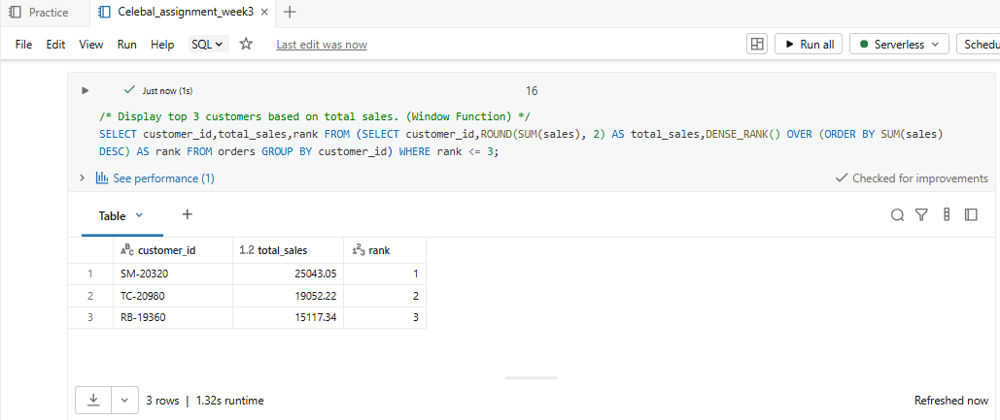 Practice Celebal_assignment_week3
File Edit View Run Help SQL Last edit was now Run all Serverless Schedu
Just now (1s) 16
/* Display top 3 customers based on total sales. (Window Function) */
SELECT customer_id,total_sales,rank FROM (SELECT customer_id,ROUND(SUM(sales), 2) AS total_sales,DENSE_RANK() OVER (ORDER BY SUM(sales)
DESC) AS rank FROM orders GROUP BY customer_id) WHERE rank <= 3;
See performance (1) Checked for improvements
Table
customer_id 1.2 total_sales rank
1 SM-20320 25043.05 1
2 TC-20980 19052.22 2
3 RB-19360 15117.34 3
3 rows | 1.32s runtime Refreshed now